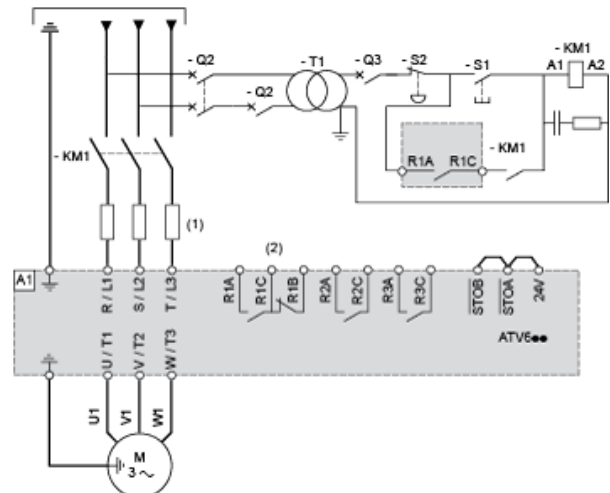 - Q2 - T1 - Q3 - S2 - S1 - KM1
A1 A2
- Q2
- KM1
R1A R1C
- KM1
(1)
(2)
A1
R / L1
S / L2
T / L3
R1A
R1C
R1B
R2A
R2C
R3A
R3C
STOB
STOA
24V
ATV6●●
U / T1
V / T2
W / T3
U1
V1
W1
M
3 ~